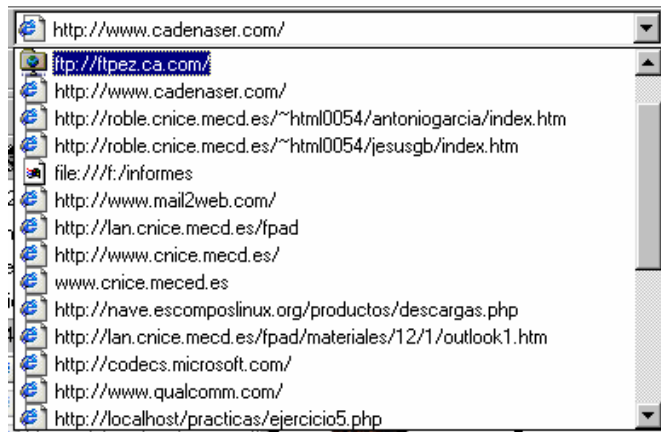 http://www.cadenaser.com/
ftp://ftpez.ca.com/
http://www.cadenaser.com/
http://roble.cnice.mecd.es/~html0054/antoniogarcia/index.htm
http://roble.cnice.mecd.es/~html0054/jesusgb/index.htm
file:///f:/informes
http://www.mail2web.com/
http://lan.cnice.mecd.es/fpad
http://www.cnice.mecd.es/
www.cnice.meced.es
http://nave.escomposlinux.org/productos/descargas.php
http://lan.cnice.mecd.es/fpad/materiales/12/1/outlook1.htm
http://codecs.microsoft.com/
http://www.qualcomm.com/
http://localhost/practicas/ejercicio5.php